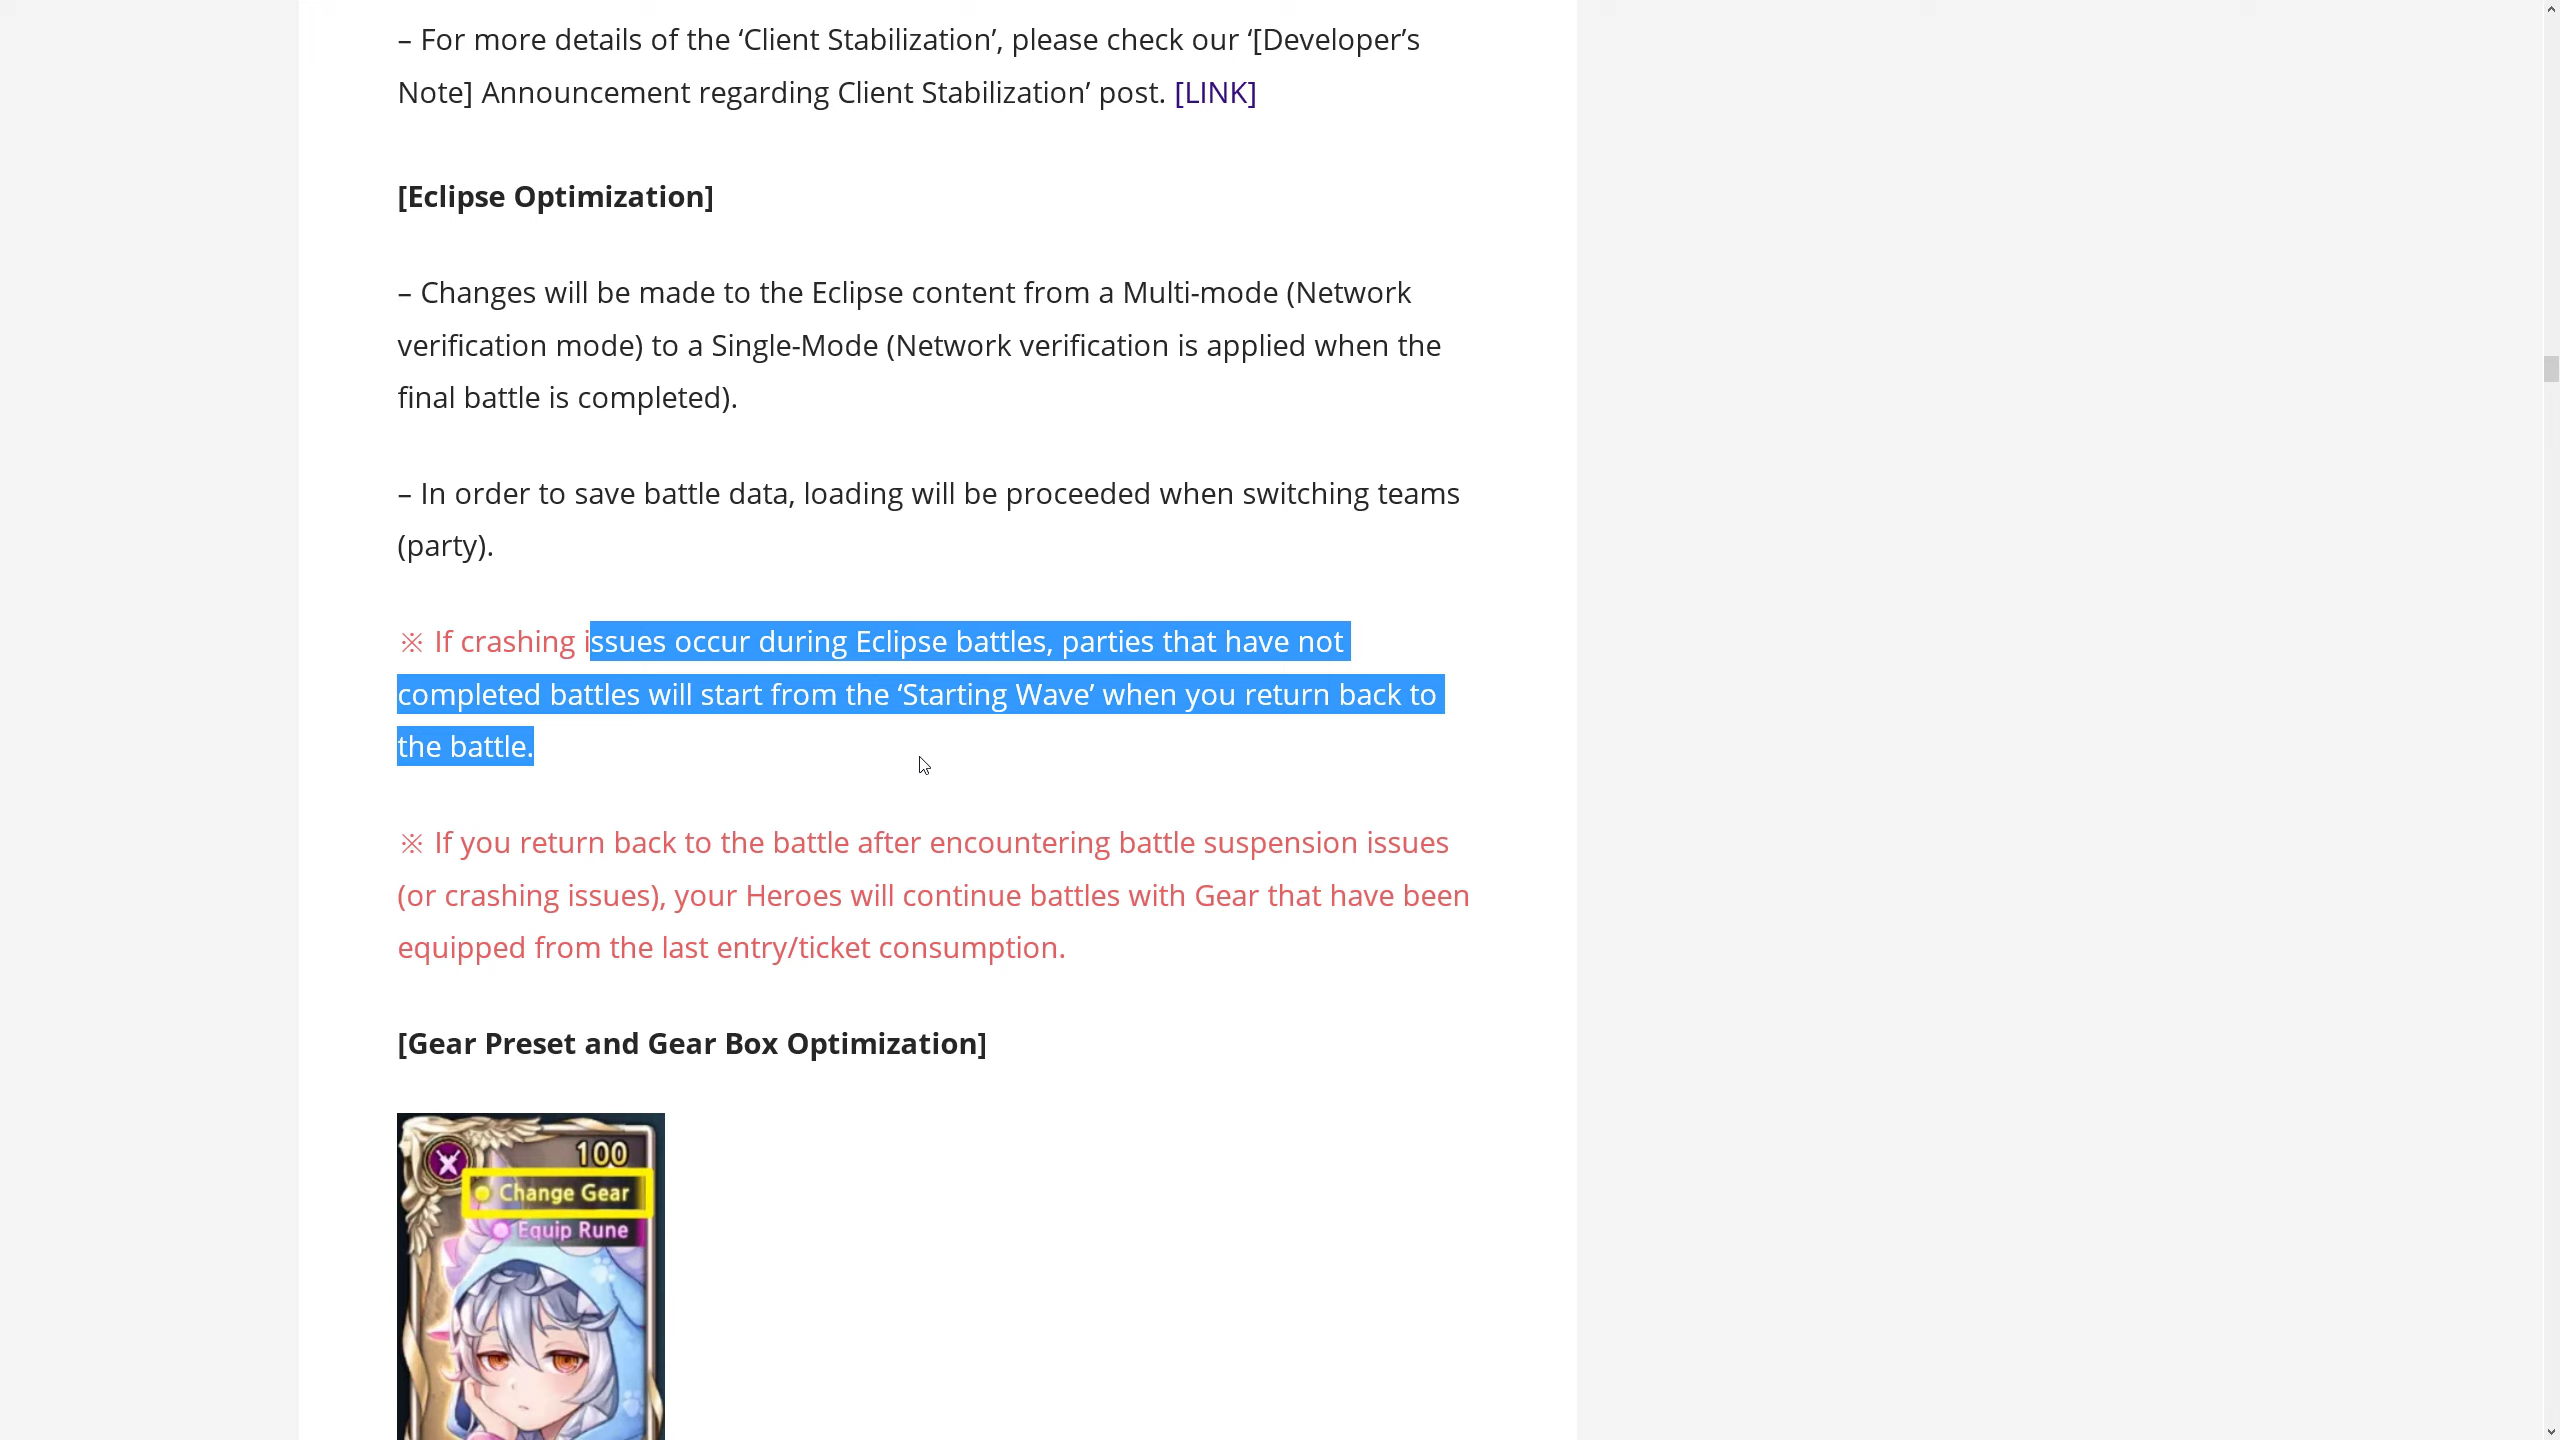 – For more details of the ‘Client Stabilization’, please check our ‘[Developer’s
Note] Announcement regarding Client Stabilization’ post. [LINK]
[Eclipse Optimization]
– Changes will be made to the Eclipse content from a Multi-mode (Network
verification mode) to a Single-Mode (Network verification is applied when the
final battle is completed).
– In order to save battle data, loading will be proceeded when switching teams
(party).
※ If crashing issues occur during Eclipse battles, parties that have not
completed battles will start from the ‘Starting Wave’ when you return back to
the battle.
※ If you return back to the battle after encountering battle suspension issues
(or crashing issues), your Heroes will continue battles with Gear that have been
equipped from the last entry/ticket consumption.
[Gear Preset and Gear Box Optimization]
100
Change Gear
Equip Rune